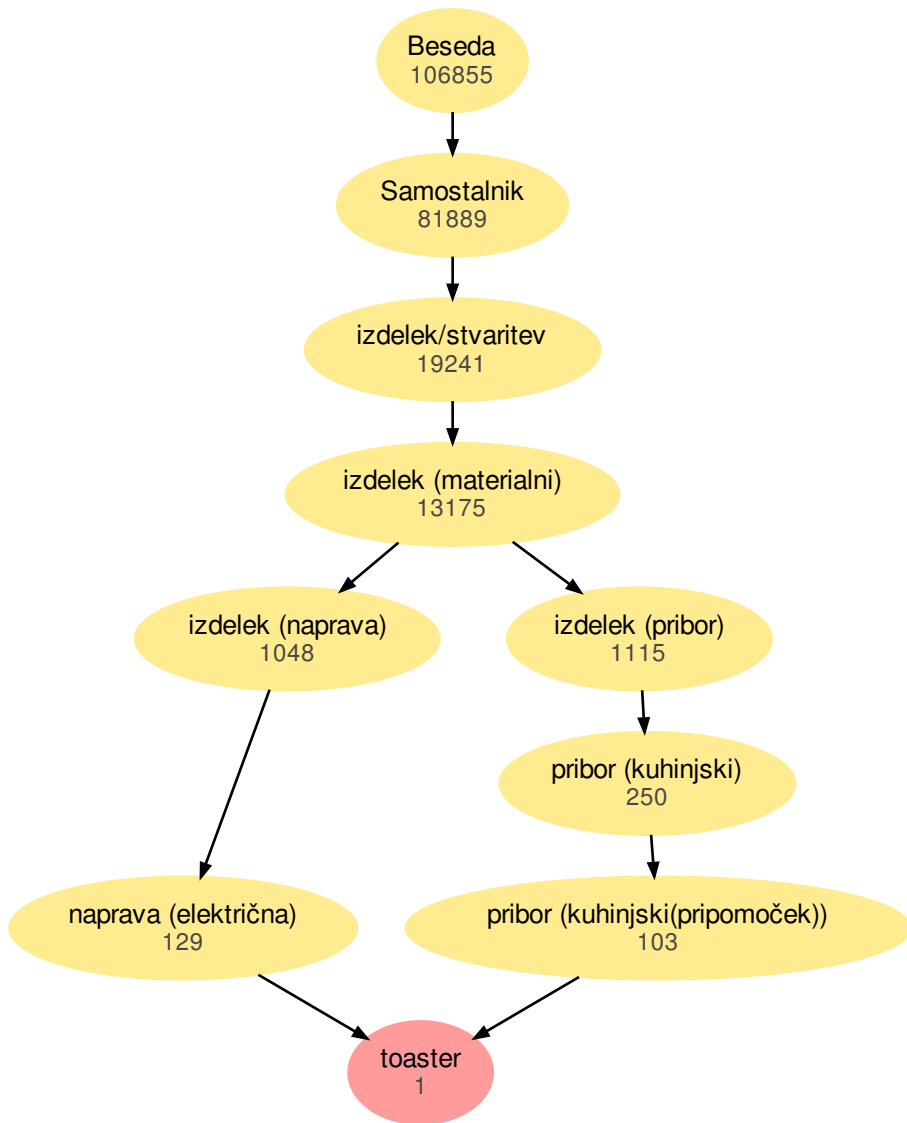 Beseda
106855
Samostalnik
81889
izdelek/stvaritev
19241
izdelek (materialni)
13175
izdelek (naprava)
1048
izdelek (pribor)
1115
pribor (kuhinjski)
250
naprava (električna)
129
pribor (kuhinjski(pripomoček))
103
toaster
1